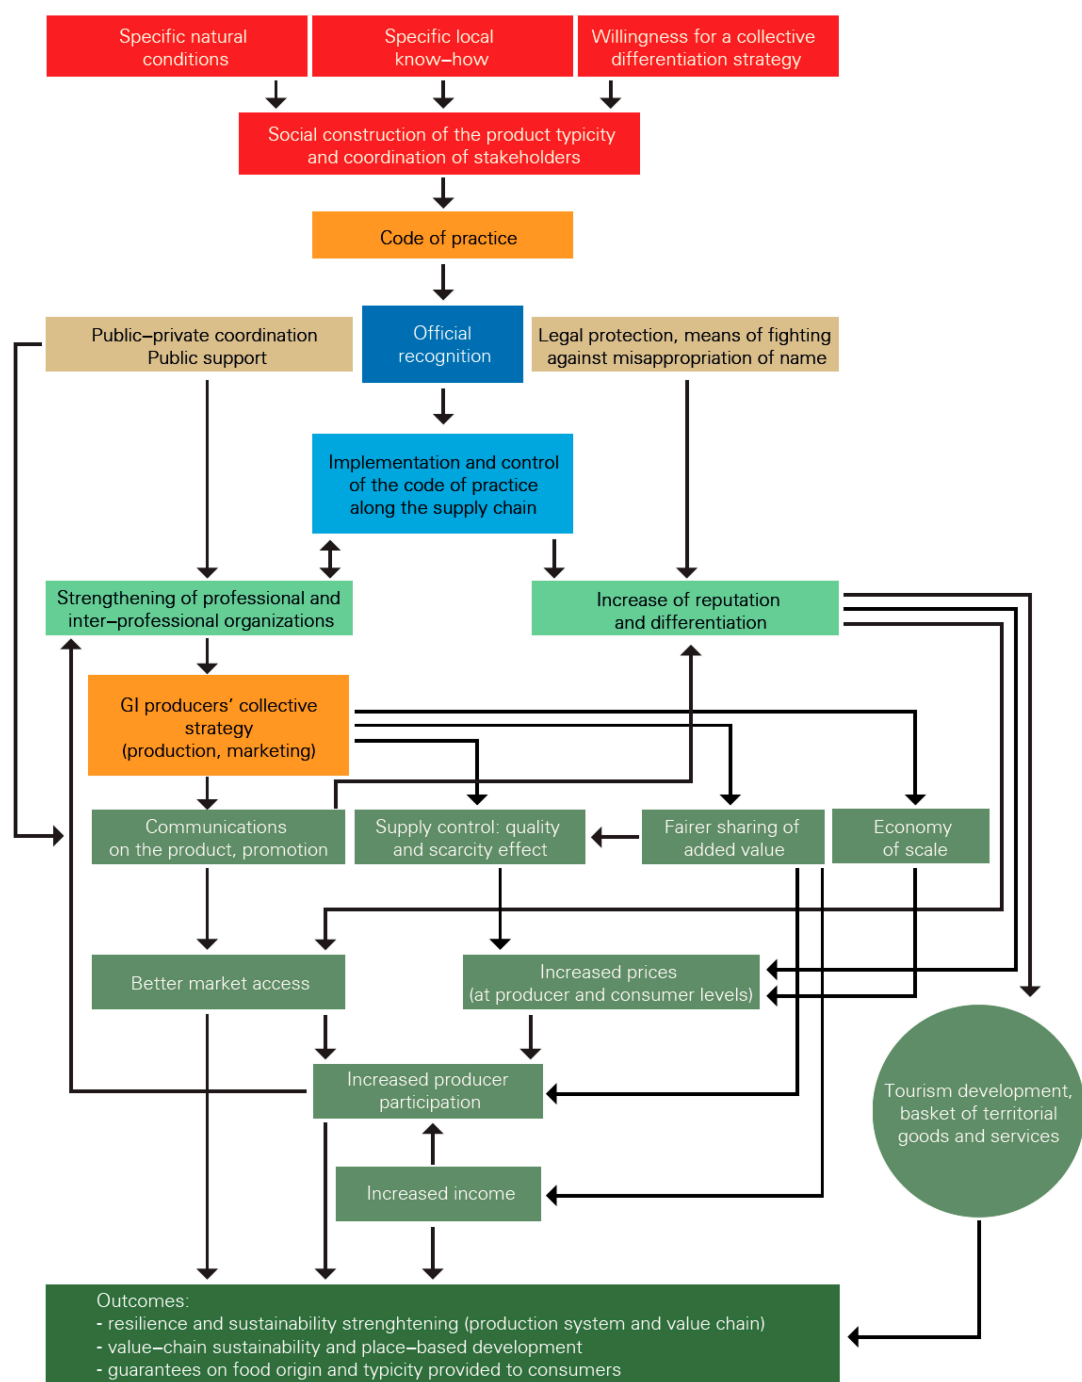 Specific natural
conditions
Specific local
know–how
Willingness for a collective
differentiation strategy
Social construction of the product typicity
and coordination of stakeholders
Code of practice
Public–private coordination
Public support
Official
recognition
Legal protection, means of fighting
against misappropriation of name
Implementation and control
of the code of practice
along the supply chain
Strengthening of professional and
inter–professional organizations
Increase of reputation
and differentiation
GI producers’ collective
strategy
(production, marketing)
Communications
on the product, promotion
Supply control: quality
and scarcity effect
Fairer sharing of
added value
Economy
of scale
Better market access
Increased prices
(at producer and consumer levels)
Increased producer
participation
Tourism development,
basket of territorial
goods and services
Increased income
Outcomes:
- resilience and sustainability strenghtening (production system and value chain)
- value–chain sustainability and place–based development
- guarantees on food origin and typicity provided to consumers